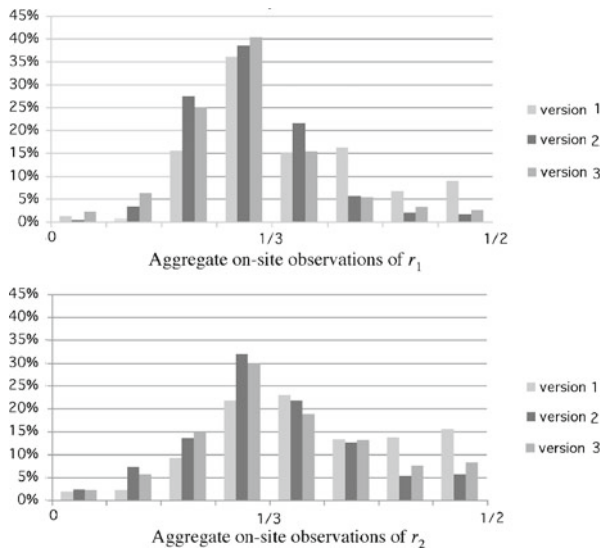 45%
40%
35%
30%
25%
20%
15%
10%
5%
0%
version 1
version 2
version 3
0 1/3 1/2
Aggregate on-site observations of r1
45%
40%
35%
30%
25%
20%
15%
10%
5%
0%
version 1
version 2
version 3
0 1/3 1/2
Aggregate on-site observations of r2